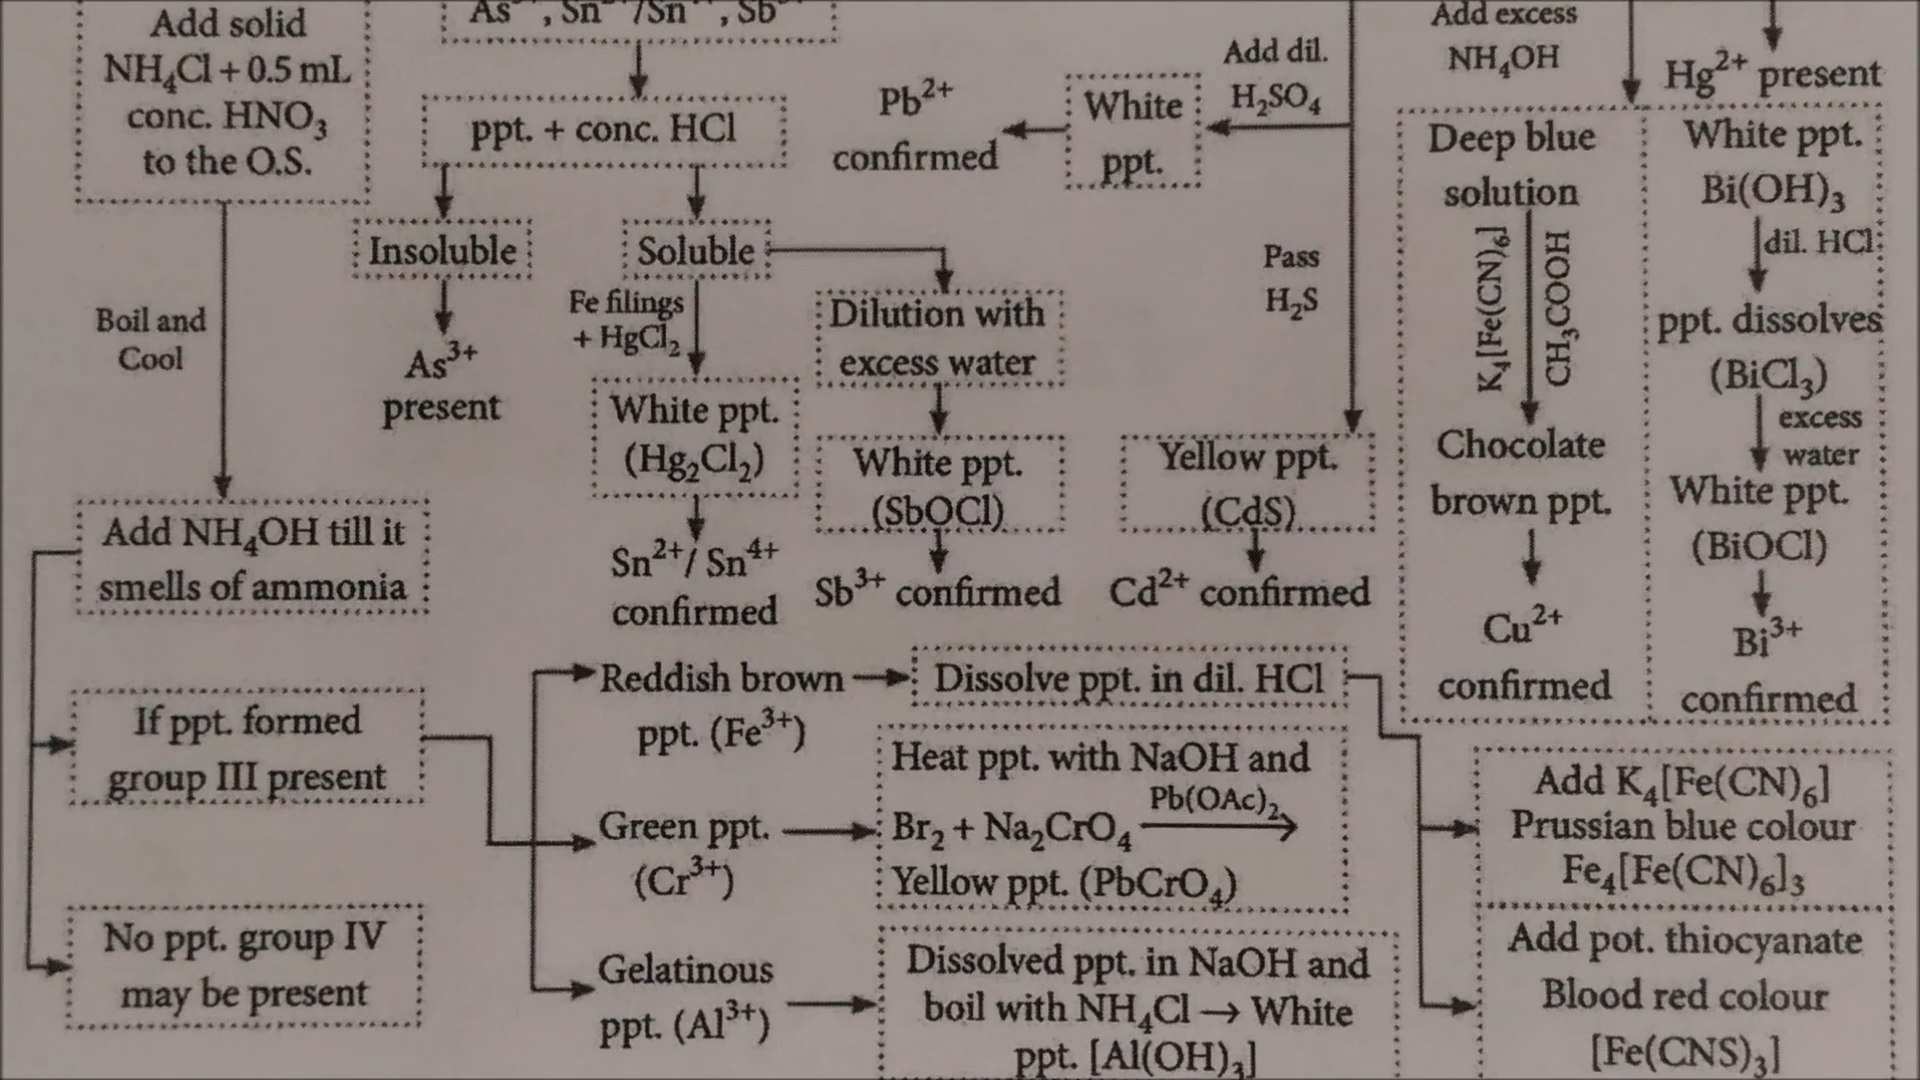 Add solid
NH₄Cl + 0.5 mL
conc. HNO₃
to the O.S.
Boil and
Cool
Add NH₄OH till it
smells of ammonia
If ppt. formed
group III present
No ppt. group IV
may be present
ppt. + conc. HCl
Insoluble
As³⁺
present
Soluble
Fe filings
+ HgCl₂
White ppt.
(Hg₂Cl₂)
Sn²⁺/ Sn⁴⁺
confirmed
Dilution with
excess water
White ppt.
(SbOCl)
Sb³⁺ confirmed
Pb²⁺
confirmed
White
ppt.
Add dil.
H₂SO₄
Pass
H₂S
Yellow ppt.
(CdS)
Cd²⁺ confirmed
Add excess
NH₄OH
Deep blue
solution
K₄[Fe(CN)₆]
CH₃COOH
Chocolate
brown ppt.
Cu²⁺
confirmed
Hg²⁺ present
White ppt.
Bi(OH)₃
dil. HCl
ppt. dissolves
(BiCl₃)
excess
water
White ppt.
(BiOCl)
Bi³⁺
confirmed
Reddish brown
ppt. (Fe³⁺)
Dissolve ppt. in dil. HCl
Add K₄[Fe(CN)₆]
Prussian blue colour
Fe₄[Fe(CN)₆]₃
Add pot. thiocyanate
Blood red colour
[Fe(CNS)₃]
Green ppt.
(Cr³⁺)
Heat ppt. with NaOH and
Pb(OAc)₂
Br₂ + Na₂CrO₄ →
Yellow ppt. (PbCrO₄)
Gelatinous
ppt. (Al³⁺)
Dissolved ppt. in NaOH and
boil with NH₄Cl → White
ppt. [Al(OH)₃]